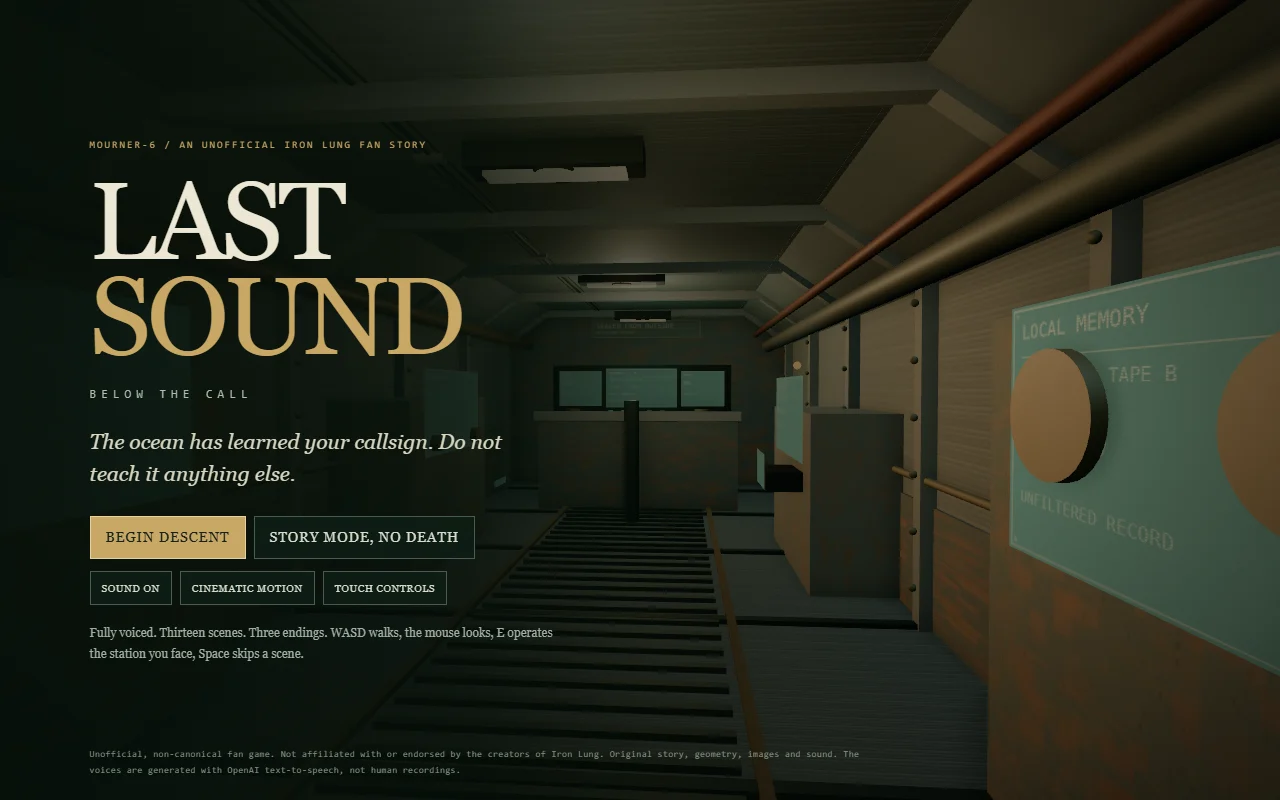 MOURNER-6 / AN UNOFFICIAL IRON LUNG FAN STORY
LAST
SOUND
BELOW THE CALL
The ocean has learned your callsign. Do not
teach it anything else.
BEGIN DESCENT
STORY MODE, NO DEATH
SOUND ON
CINEMATIC MOTION
TOUCH CONTROLS
Fully voiced. Thirteen scenes. Three endings. WASD walks, the mouse looks, E operates
the station you face, Space skips a scene.
Unofficial, non-canonical fan game. Not affiliated with or endorsed by the creators of Iron Lung. Original story, geometry, images and sound. The
voices are generated with OpenAI text-to-speech, not human recordings.
LOCAL MEMORY
TAPE B
UNFILTERED RECORD